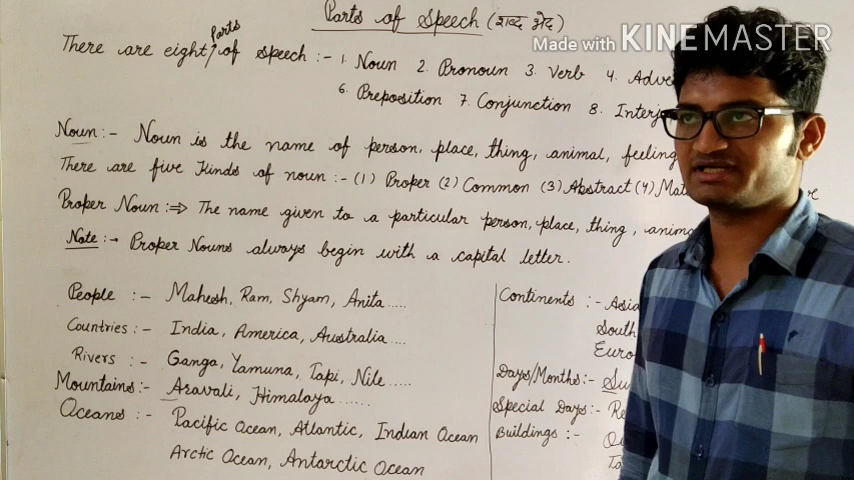 Parts of Speech (शब्द भेद)
Made with KINEMASTER
There are eight Parts of speech :- 1. Noun 2. Pronoun 3. Verb 4. Adve
6. Preposition 7. Conjunction 8. Interj
Noun :- Noun is the name of person, place, thing, animal, feeling
There are five kinds of noun :- (1) Proper (2) Common (3) Abstract (4) Mat
Proper Noun :⇒ The name given to a particular person, place, thing, anima
Note :- Proper Nouns always begin with a capital letter.
People :- Mahesh, Ram, Shyam, Anita.....
Countries :- India, America, Australia....
Rivers :- Ganga, Yamuna, Tapi, Nile.....
Mountains:- Aravali, Himalaya......
Oceans :- Pacific Ocean, Atlantic, Indian Ocean
Arctic Ocean, Antarctic Ocean
Continents :- Asia
South
Euro
Days/Months :- Su
Special Days :- Re
Buildings :-